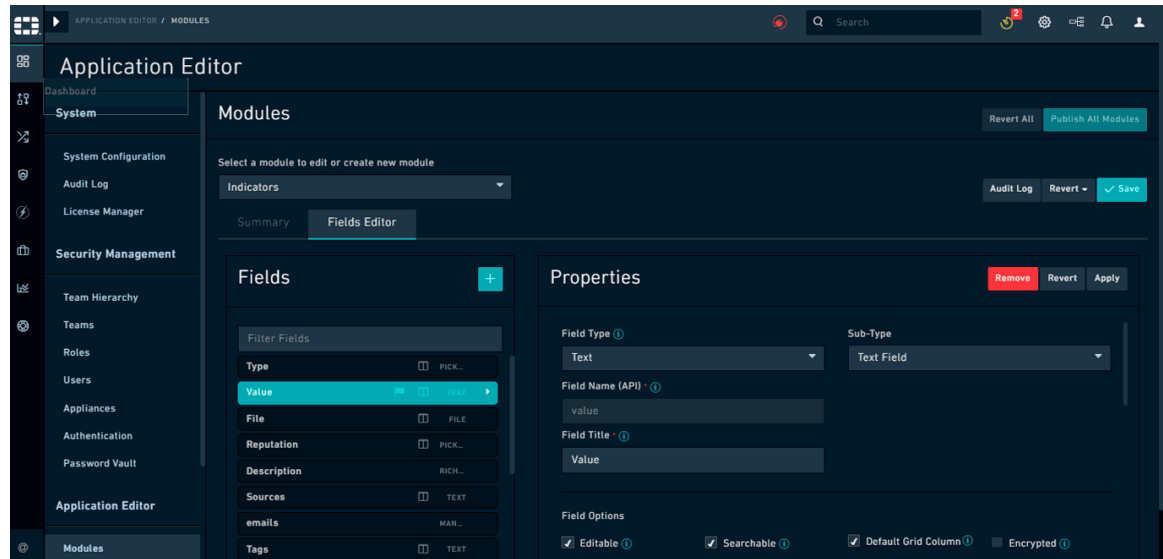 APPLICATION EDITOR / MODULES
Search
2
Application Editor
Dashboard
System
System Configuration
Audit Log
License Manager
Security Management
Team Hierarchy
Teams
Roles
Users
Appliances
Authentication
Password Vault
Application Editor
Modules
@
Modules
Revert All
Publish All Modules
Select a module to edit or create new module
Indicators
Audit Log
Revert
Save
Summary
Fields Editor
Fields
+
Filter Fields
Type PICK...
Value TEXT
File FILE
Reputation PICK...
Description RICH...
Sources TEXT
emails MAN...
Tags TEXT
Properties
Remove
Revert
Apply
Field Type
Sub-Type
Text
Text Field
Field Name (API) *
value
Field Title *
Value
Field Options
Editable
Searchable
Default Grid Column
Encrypted